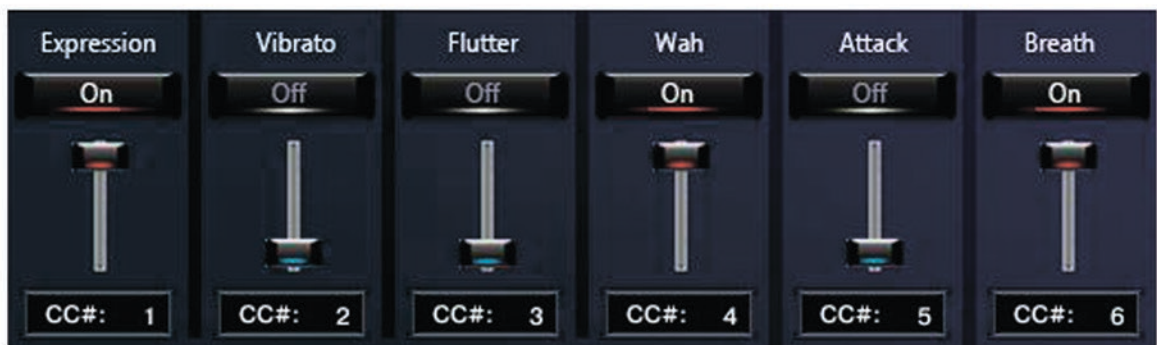 Expression Vibrato Flutter Wah Attack Breath
On Off Off On Off On
CC#: 1 CC#: 2 CC#: 3 CC#: 4 CC#: 5 CC#: 6